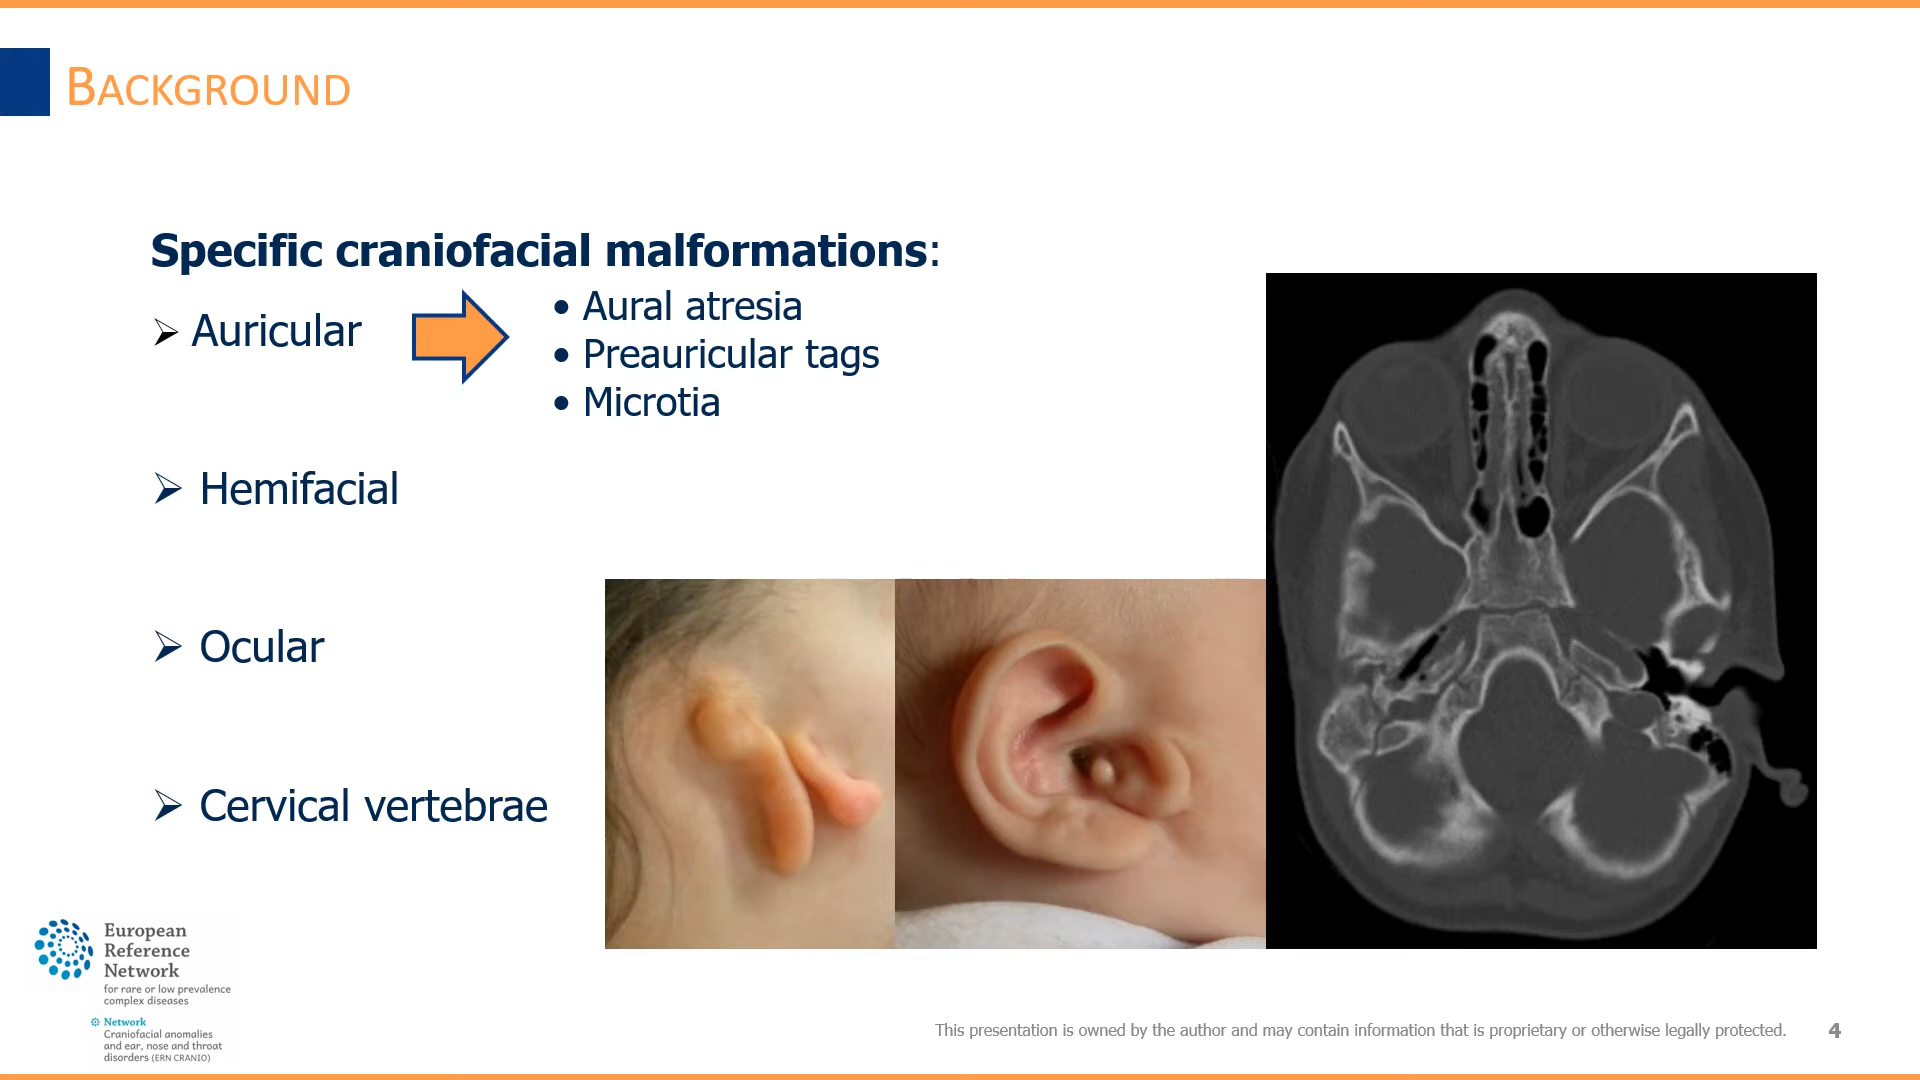 BACKGROUND
Specific craniofacial malformations:
➢ Auricular
• Aural atresia
• Preauricular tags
• Microtia
➢ Hemifacial
➢ Ocular
➢ Cervical vertebrae
European
Reference
Network
for rare or low prevalence
complex diseases
Network
Craniofacial anomalies
and ear, nose and throat
disorders (ERN CRANIO)
This presentation is owned by the author and may contain information that is proprietary or otherwise legally protected.
4